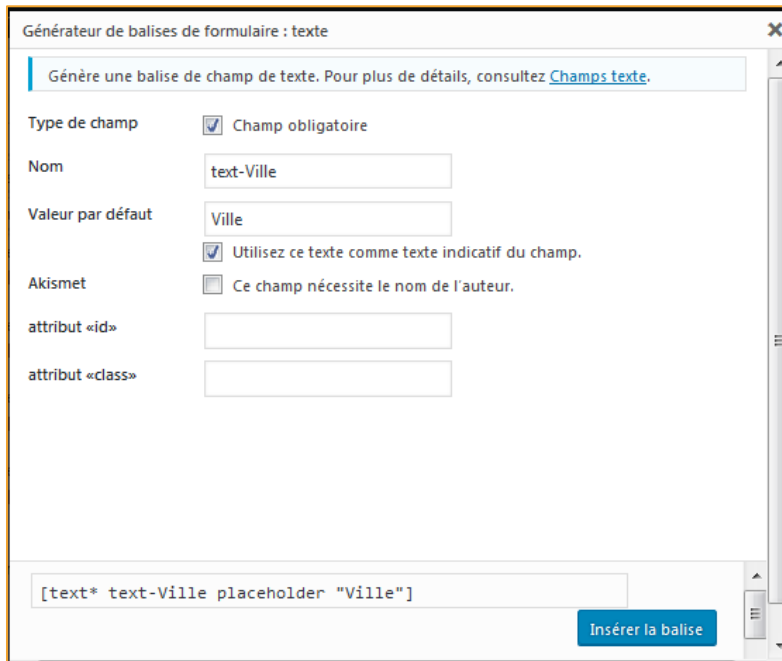 Générateur de balises de formulaire : texte
Génère une balise de champ de texte. Pour plus de détails, consultez Champs texte.
Type de champ
Champ obligatoire
Nom
text-Ville
Valeur par défaut
Ville
Utilisez ce texte comme texte indicatif du champ.
Akismet
Ce champ nécessite le nom de l'auteur.
attribut «id»
attribut «class»
[text* text-Ville placeholder "Ville"]
Insérer la balise